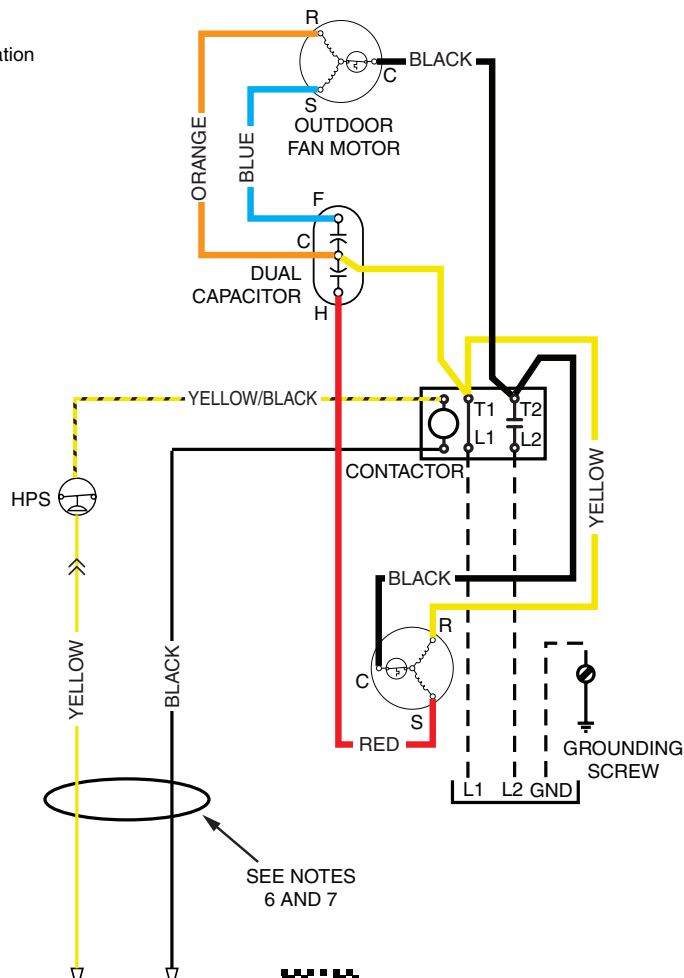 ation
R
BLACK
C
S
OUTDOOR
FAN MOTOR
ORANGE
BLUE
F
C
DUAL
CAPACITOR
H
YELLOW/BLACK
T1
T2
L1
L2
CONTACTOR
YELLOW
HPS
BLACK
R
C
S
YELLOW
BLACK
RED
GROUNDING
SCREW
L1
L2
GND
SEE NOTES
6 AND 7